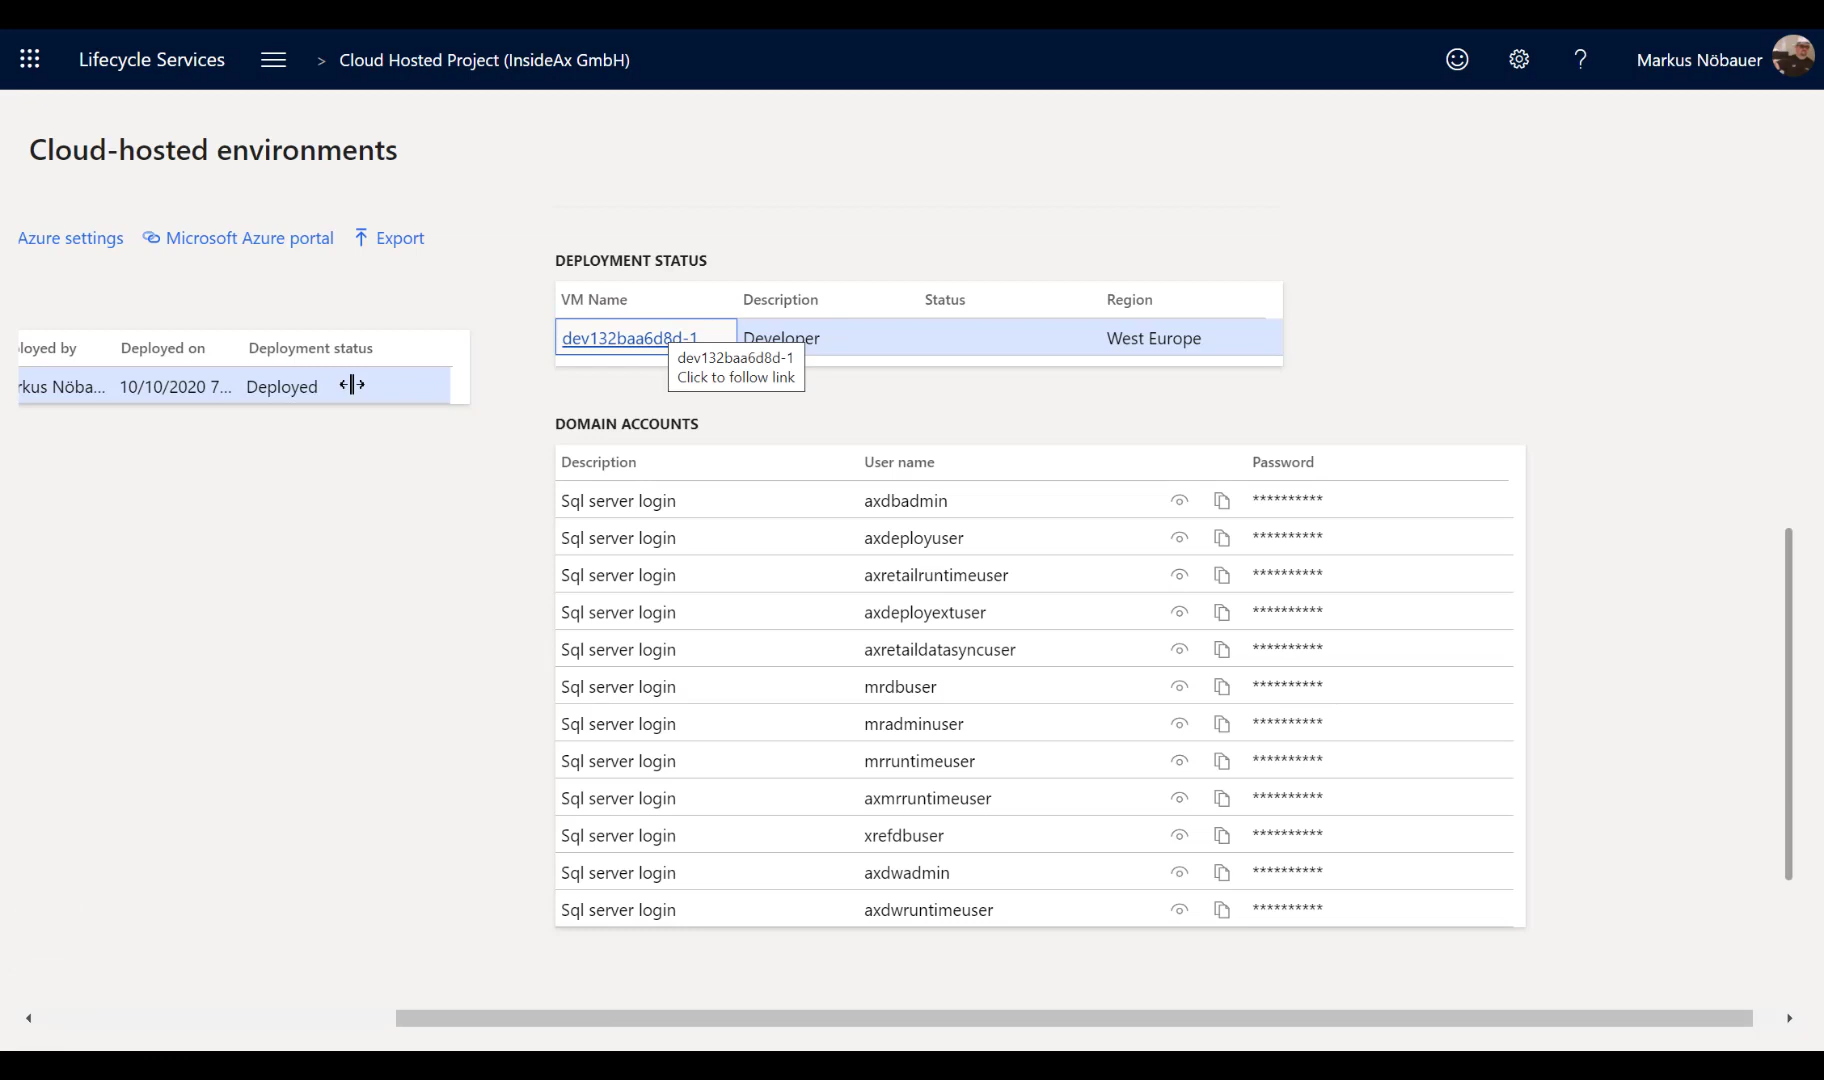 Lifecycle Services > Cloud Hosted Project (InsideAx GmbH) ? Markus Nöbauer
Cloud-hosted environments
Azure settings Microsoft Azure portal Export
loyed by Deployed on Deployment status
rkus Nöba... 10/10/2020 7... Deployed
DEPLOYMENT STATUS
VM Name Description Status Region
dev132baa6d8d-1 Developer West Europe
dev132baa6d8d-1
Click to follow link
DOMAIN ACCOUNTS
Description User name Password
Sql server login axdbadmin **********
Sql server login axdeployuser **********
Sql server login axretailruntimeuser **********
Sql server login axdeployextuser **********
Sql server login axretaildatasyncuser **********
Sql server login mrdbuser **********
Sql server login mradminuser **********
Sql server login mrruntimeuser **********
Sql server login axmrruntimeuser **********
Sql server login xrefdbuser **********
Sql server login axdwadmin **********
Sql server login axdwruntimeuser **********